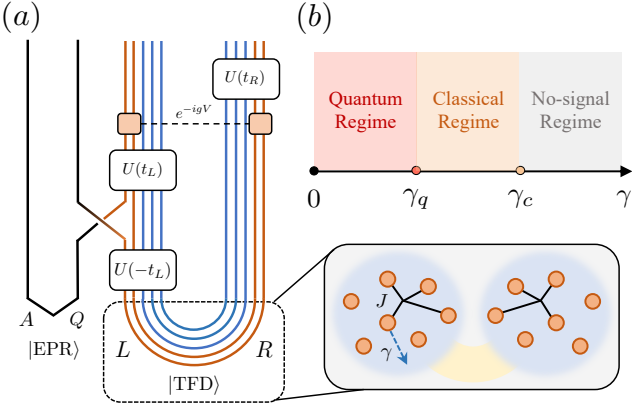 (a)
U(t_R)
e^{-igV}
U(t_L)
U(-t_L)
A
Q
|EPR⟩
L
R
|TFD⟩
(b)
Quantum
Regime
Classical
Regime
No-signal
Regime
0
γ_q
γ_c
γ
J
γ